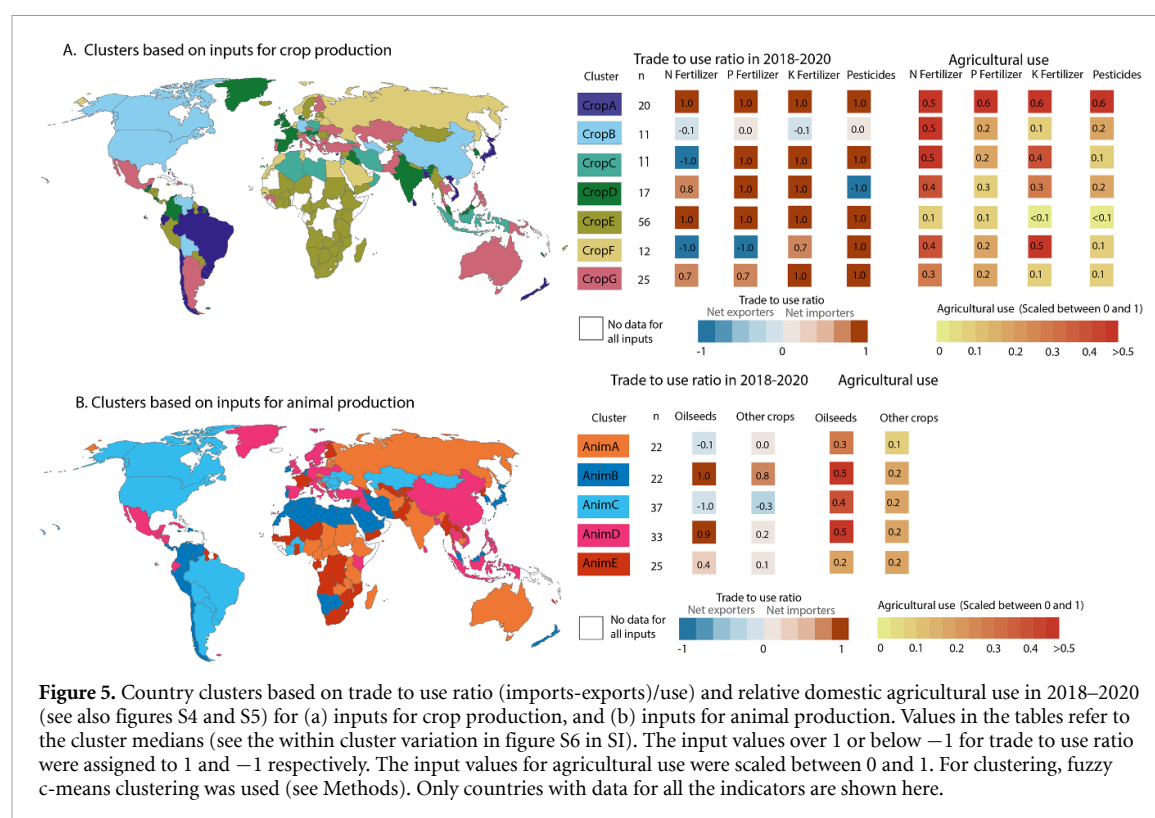 A. Clusters based on inputs for crop production
Trade to use ratio in 2018-2020 Agricultural use
Cluster n N Fertilizer P Fertilizer K Fertilizer Pesticides N Fertilizer P Fertilizer K Fertilizer Pesticides
CropA 20 1.0 1.0 1.0 1.0 0.5 0.6 0.6 0.6
CropB 11 -0.1 0.0 -0.1 0.0 0.5 0.2 0.1 0.2
CropC 11 -1.0 1.0 1.0 1.0 0.5 0.2 0.4 0.1
CropD 17 0.8 1.0 1.0 -1.0 0.4 0.3 0.3 0.2
CropE 56 1.0 1.0 1.0 1.0 0.1 0.1 <0.1 <0.1
CropF 12 -1.0 -1.0 0.7 1.0 0.4 0.2 0.5 0.1
CropG 25 0.7 0.7 1.0 1.0 0.3 0.2 0.1 0.1
No data for
all inputs
Trade to use ratio
Net exporters Net importers
-1 0 1
Agricultural use (Scaled between 0 and 1)
0 0.1 0.2 0.3 0.4 >0.5
B. Clusters based on inputs for animal production
Trade to use ratio in 2018-2020 Agricultural use
Cluster n Oilseeds Other crops Oilseeds Other crops
AnimA 22 -0.1 0.0 0.3 0.1
AnimB 22 1.0 0.8 0.5 0.2
AnimC 37 -1.0 -0.3 0.4 0.2
AnimD 33 0.9 0.2 0.5 0.2
AnimE 25 0.4 0.1 0.2 0.2
No data for
all inputs
Trade to use ratio
Net exporters Net importers
-1 0 1
Agricultural use (Scaled between 0 and 1)
0 0.1 0.2 0.3 0.4 >0.5
Figure 5. Country clusters based on trade to use ratio (imports-exports)/use) and relative domestic agricultural use in 2018–2020
(see also figures S4 and S5) for (a) inputs for crop production, and (b) inputs for animal production. Values in the tables refer to
the cluster medians (see the within cluster variation in figure S6 in SI). The input values over 1 or below −1 for trade to use ratio
were assigned to 1 and −1 respectively. The input values for agricultural use were scaled between 0 and 1. For clustering, fuzzy
c-means clustering was used (see Methods). Only countries with data for all the indicators are shown here.